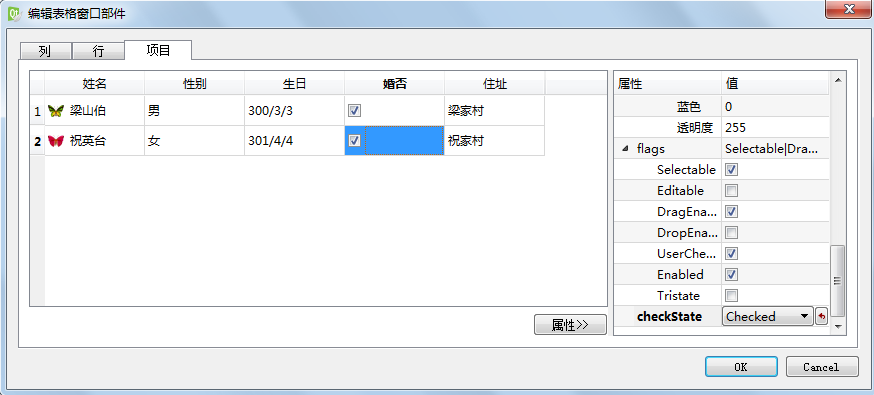 编辑表格窗口部件
列 行 项目
姓名 性别 生日 婚否 住址
1 梁山伯 男 300/3/3 梁家村
2 祝英台 女 301/4/4 祝家村
属性>>
属性 值
蓝色 0
透明度 255
flags Selectable|Dra...
Selectable
Editable
DragEna...
DropEna...
UserChe...
Enabled
Tristate
checkState Checked
OK Cancel